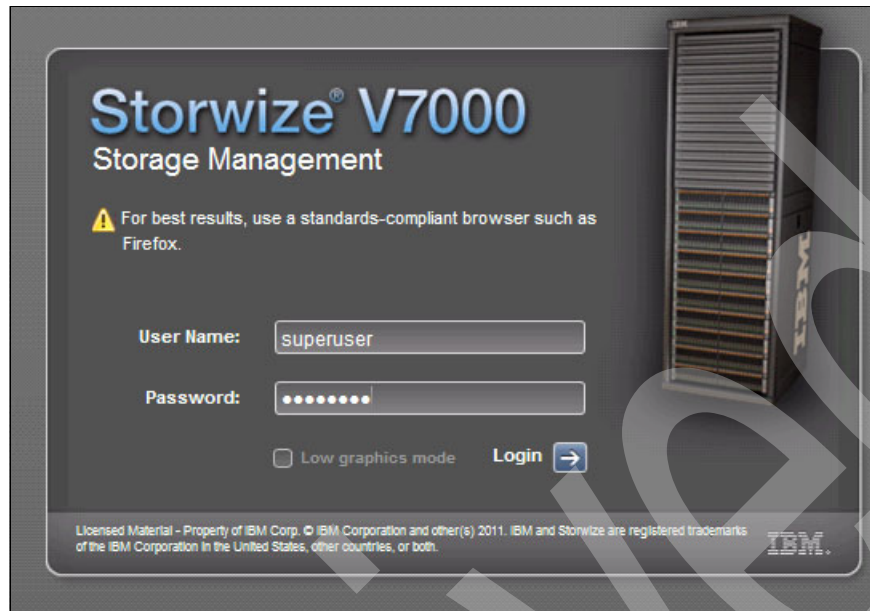 Storwize® V7000
Storage Management
For best results, use a standards-compliant browser such as
Firefox.
User Name:
superuser
Password:
••••••••
Low graphics mode
Login
Licensed Material - Property of IBM Corp. © IBM Corporation and other(s) 2011. IBM and Storwize are registered trademarks
of the IBM Corporation in the United States, other countries, or both.
IBM.
IBM